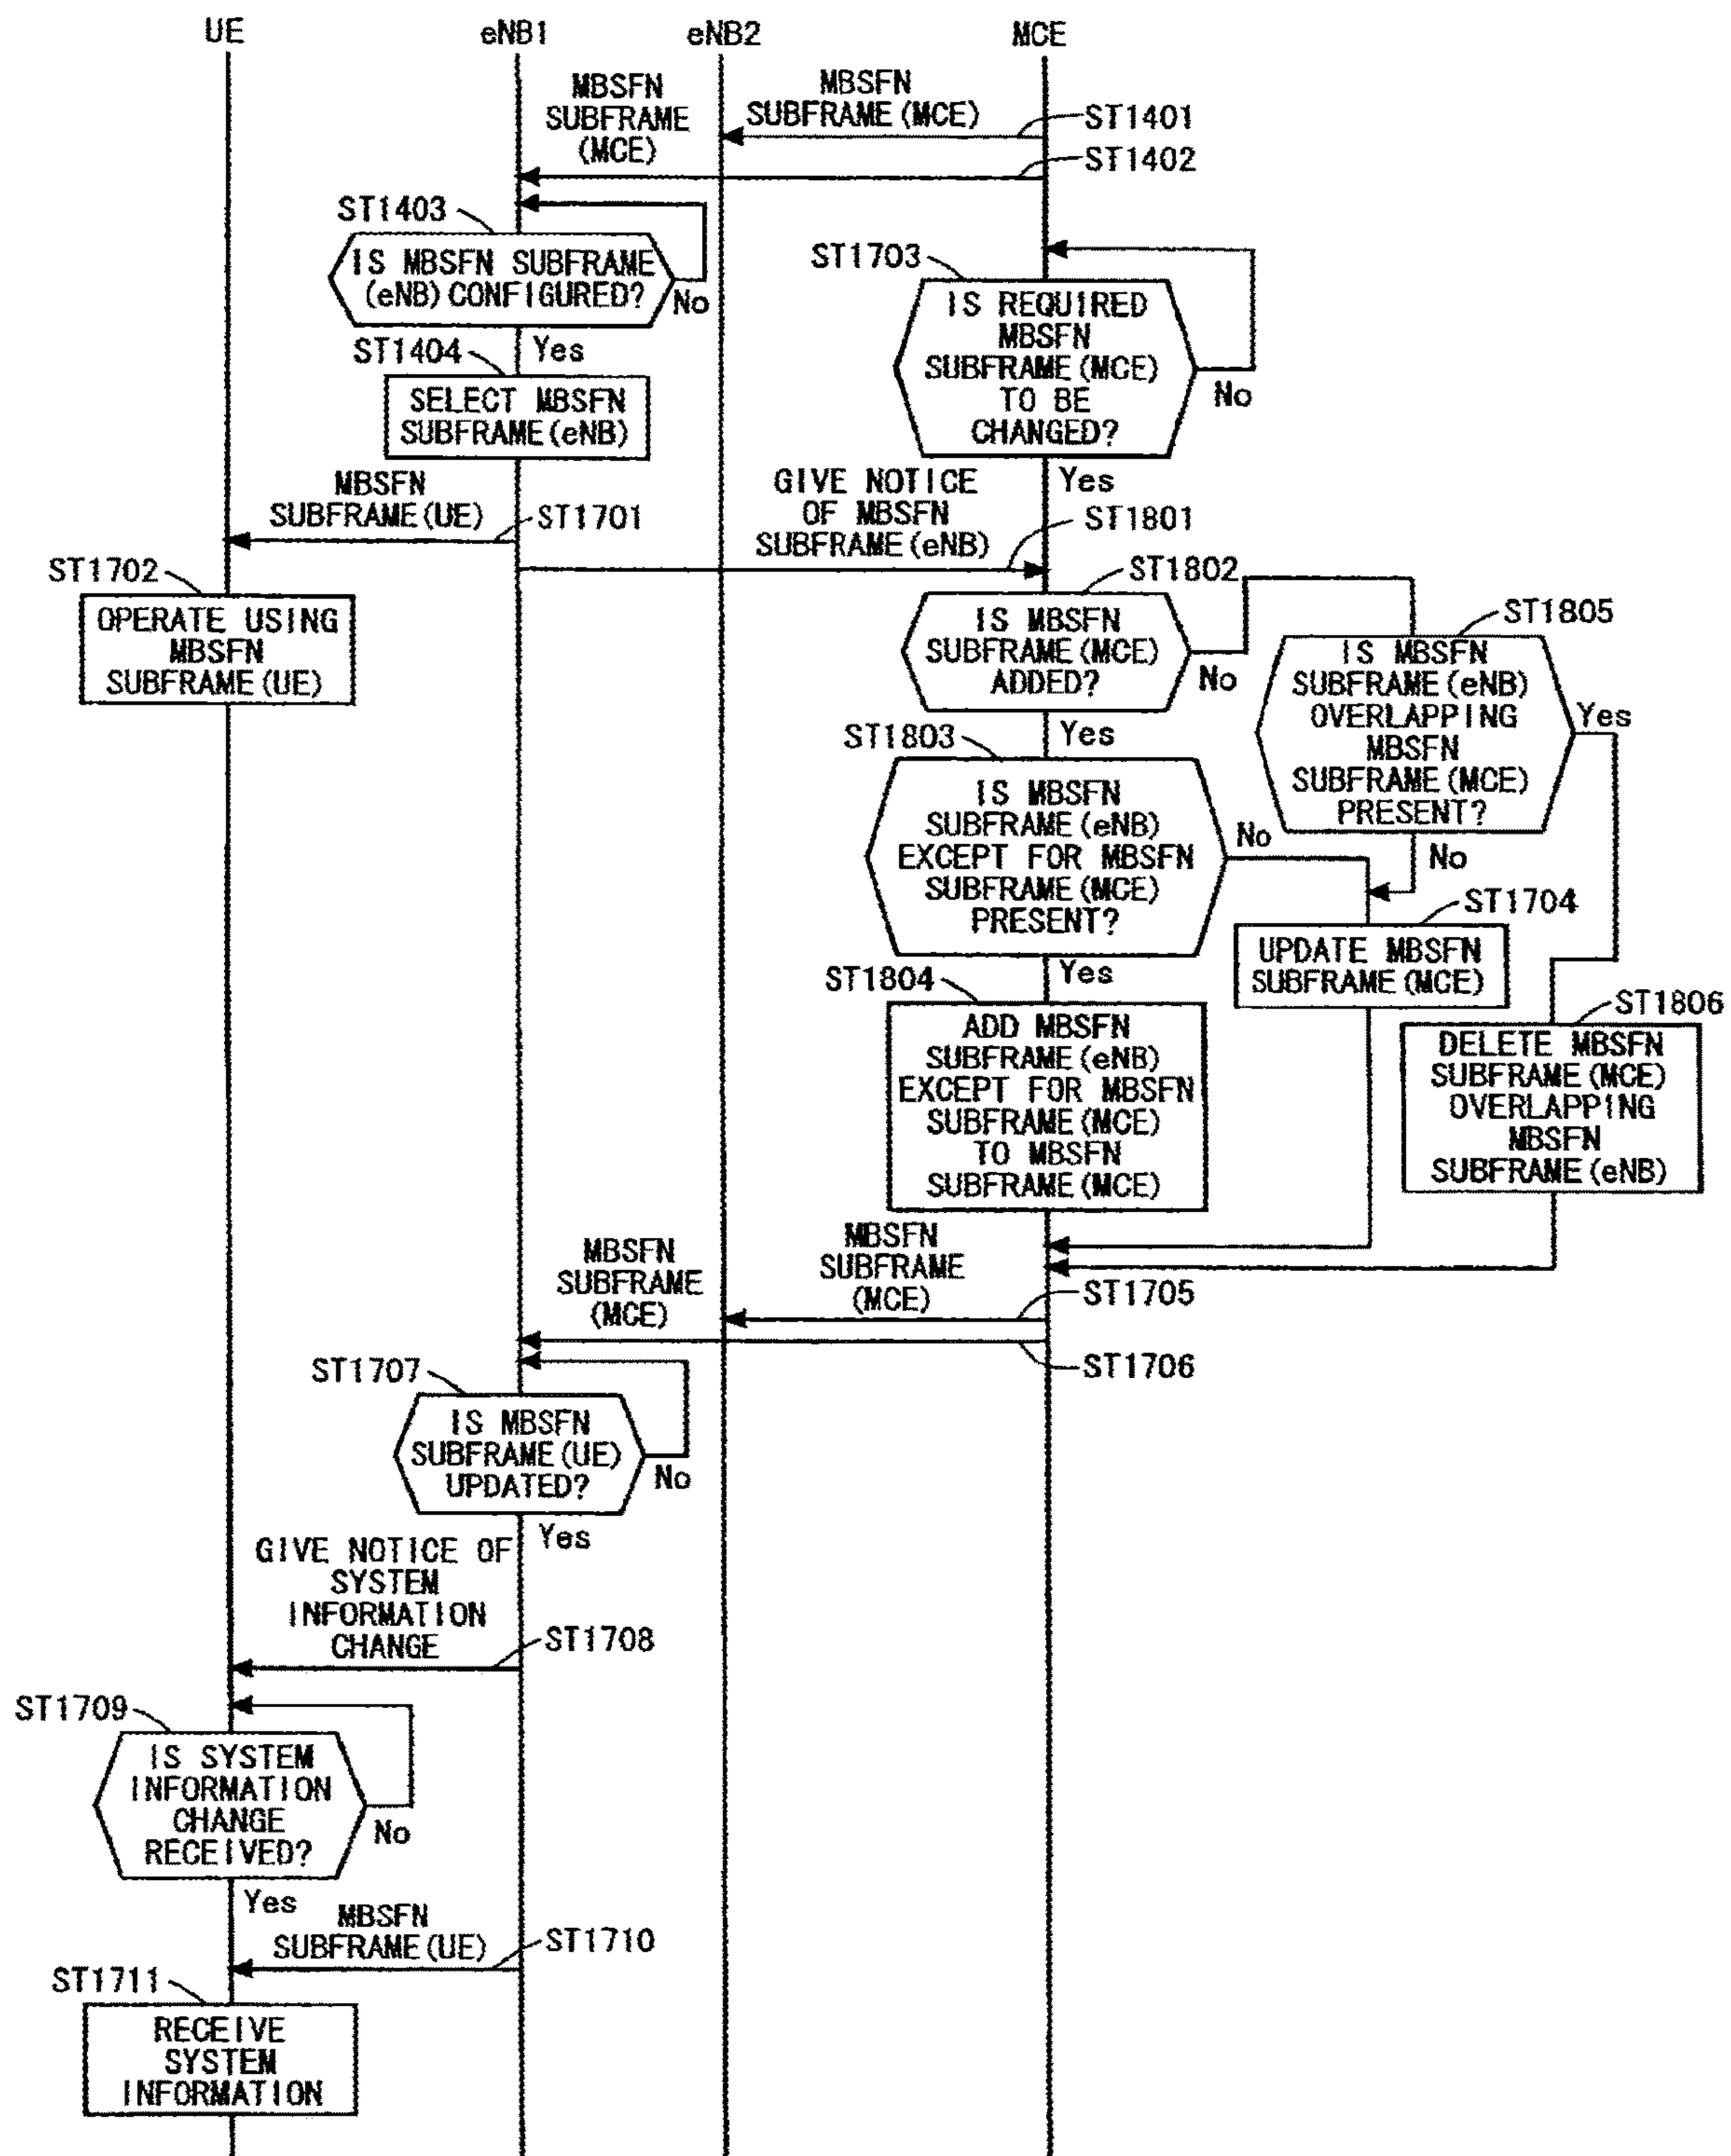 UE
eNB1
eNB2
MCE
MBSFN
SUBFRAME
(MCE)
MBSFN
SUBFRAME(MCE)
ST1401
ST1402
ST1403
IS MBSFN SUBFRAME
(eNB)CONFIGURED?
No
ST1703
IS REQUIRED
MBSFN
SUBFRAME(MCE)
TO BE
CHANGED?
No
Yes
ST1404
SELECT MBSFN
SUBFRAME(eNB)
Yes
MBSFN
SUBFRAME(UE)
ST1701
GIVE NOTICE
OF MBSFN
SUBFRAME(eNB)
ST1801
ST1702
OPERATE USING
MBSFN
SUBFRAME(UE)
ST1802
IS MBSFN
SUBFRAME(MCE)
ADDED?
No
Yes
ST1805
IS MBSFN
SUBFRAME(eNB)
OVERLAPPING
MBSFN
SUBFRAME(MCE)
PRESENT?
Yes
No
ST1803
IS MBSFN
SUBFRAME(eNB)
EXCEPT FOR MBSFN
SUBFRAME(MCE)
PRESENT?
No
Yes
ST1704
UPDATE MBSFN
SUBFRAME(MCE)
ST1804
ADD MBSFN
SUBFRAME(eNB)
EXCEPT FOR MBSFN
SUBFRAME(MCE)
TO MBSFN
SUBFRAME(MCE)
ST1806
DELETE MBSFN
SUBFRAME(MCE)
OVERLAPPING
MBSFN
SUBFRAME(eNB)
MBSFN
SUBFRAME
(MCE)
MBSFN
SUBFRAME
(MCE)
ST1705
ST1706
ST1707
IS MBSFN
SUBFRAME(UE)
UPDATED?
No
Yes
GIVE NOTICE OF
SYSTEM
INFORMATION
CHANGE
ST1708
ST1709
IS SYSTEM
INFORMATION
CHANGE
RECEIVED?
No
Yes
MBSFN
SUBFRAME(UE)
ST1710
ST1711
RECEIVE
SYSTEM
INFORMATION